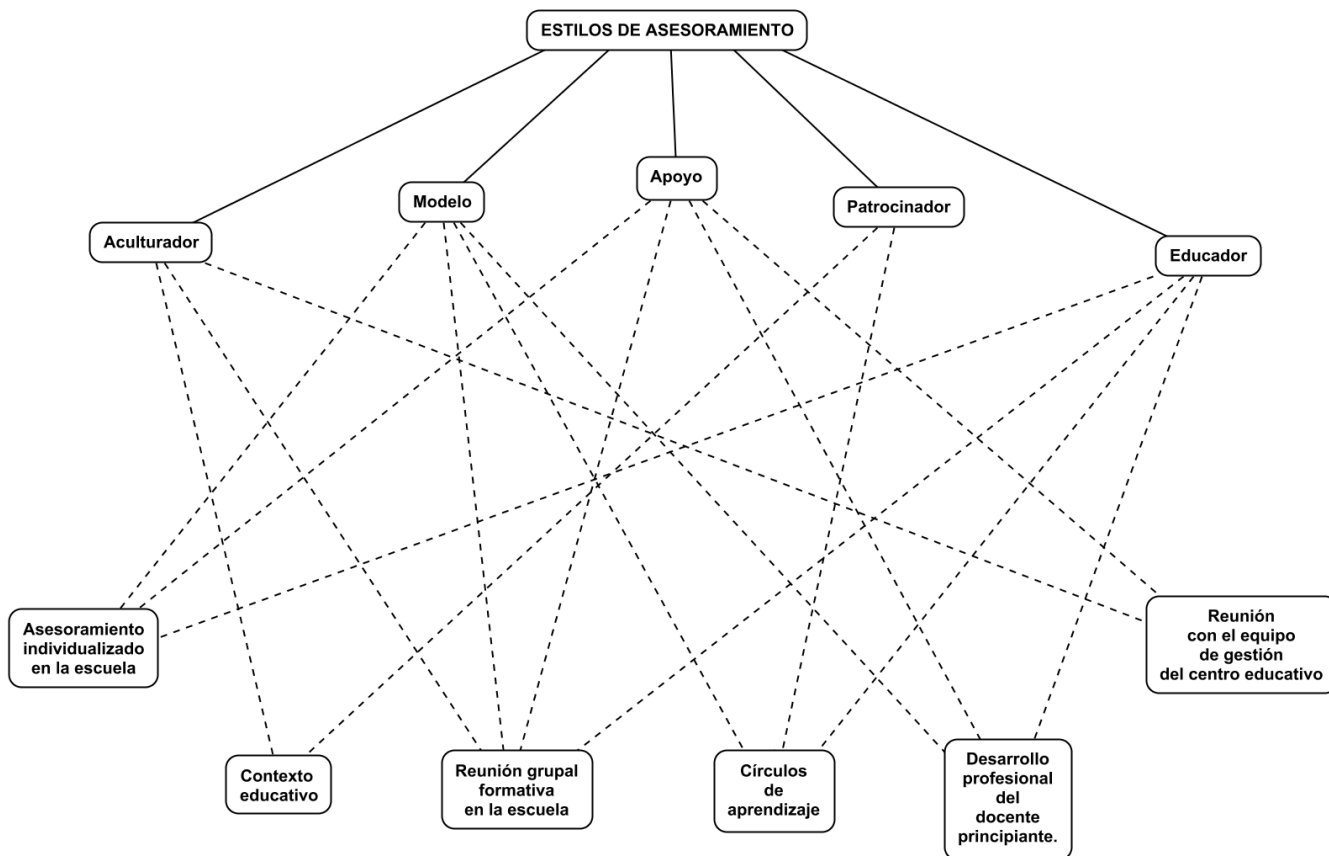 ESTILOS DE ASESORAMIENTO
Aculturador
Modelo
Apoyo
Patrocinador
Educador
Asesoramiento
individualizado
en la escuela
Contexto
educativo
Reunión grupal
formativa
en la escuela
Círculos
de
aprendizaje
Desarrollo
profesional
del
docente
principiante.
Reunión
con el equipo
de gestión
del centro educativo